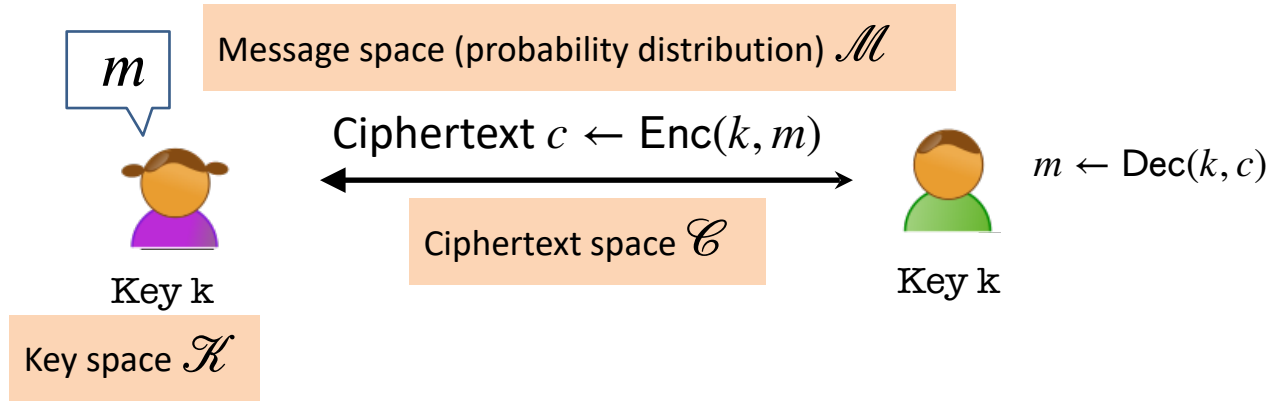 Message space (probability distribution) ℳ
m
Ciphertext c ← Enc(k, m)
m ← Dec(k, c)
Ciphertext space 𝒞
Key k
Key k
Key space 𝒦